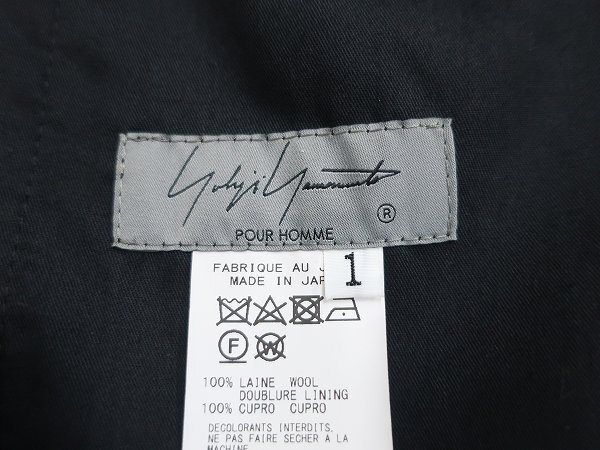 Yohji Yamamoto
®
POUR HOMME
FABRIQUE AU J
1
MADE IN JAP
F
W
100% LAINE WOOL
DOUBLURE LINING
100% CUPRO CUPRO
DECOLORANTS INTERDITS,
NE PAS FAIRE SECHER A LA
MACHINE